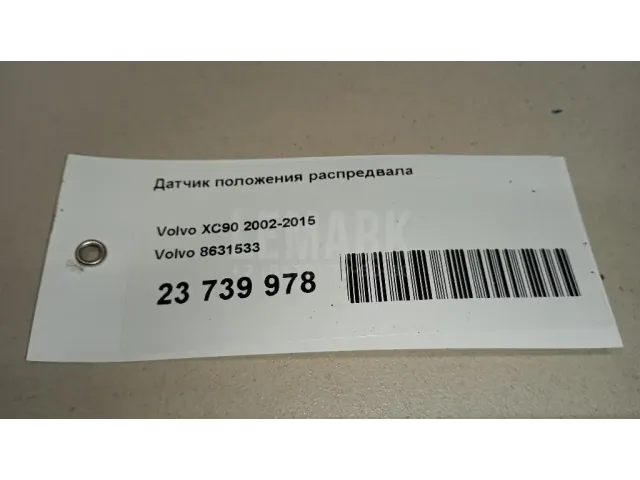 Датчик положения распредвала
Volvo XC90 2002-2015
Volvo 8631533
23 739 978